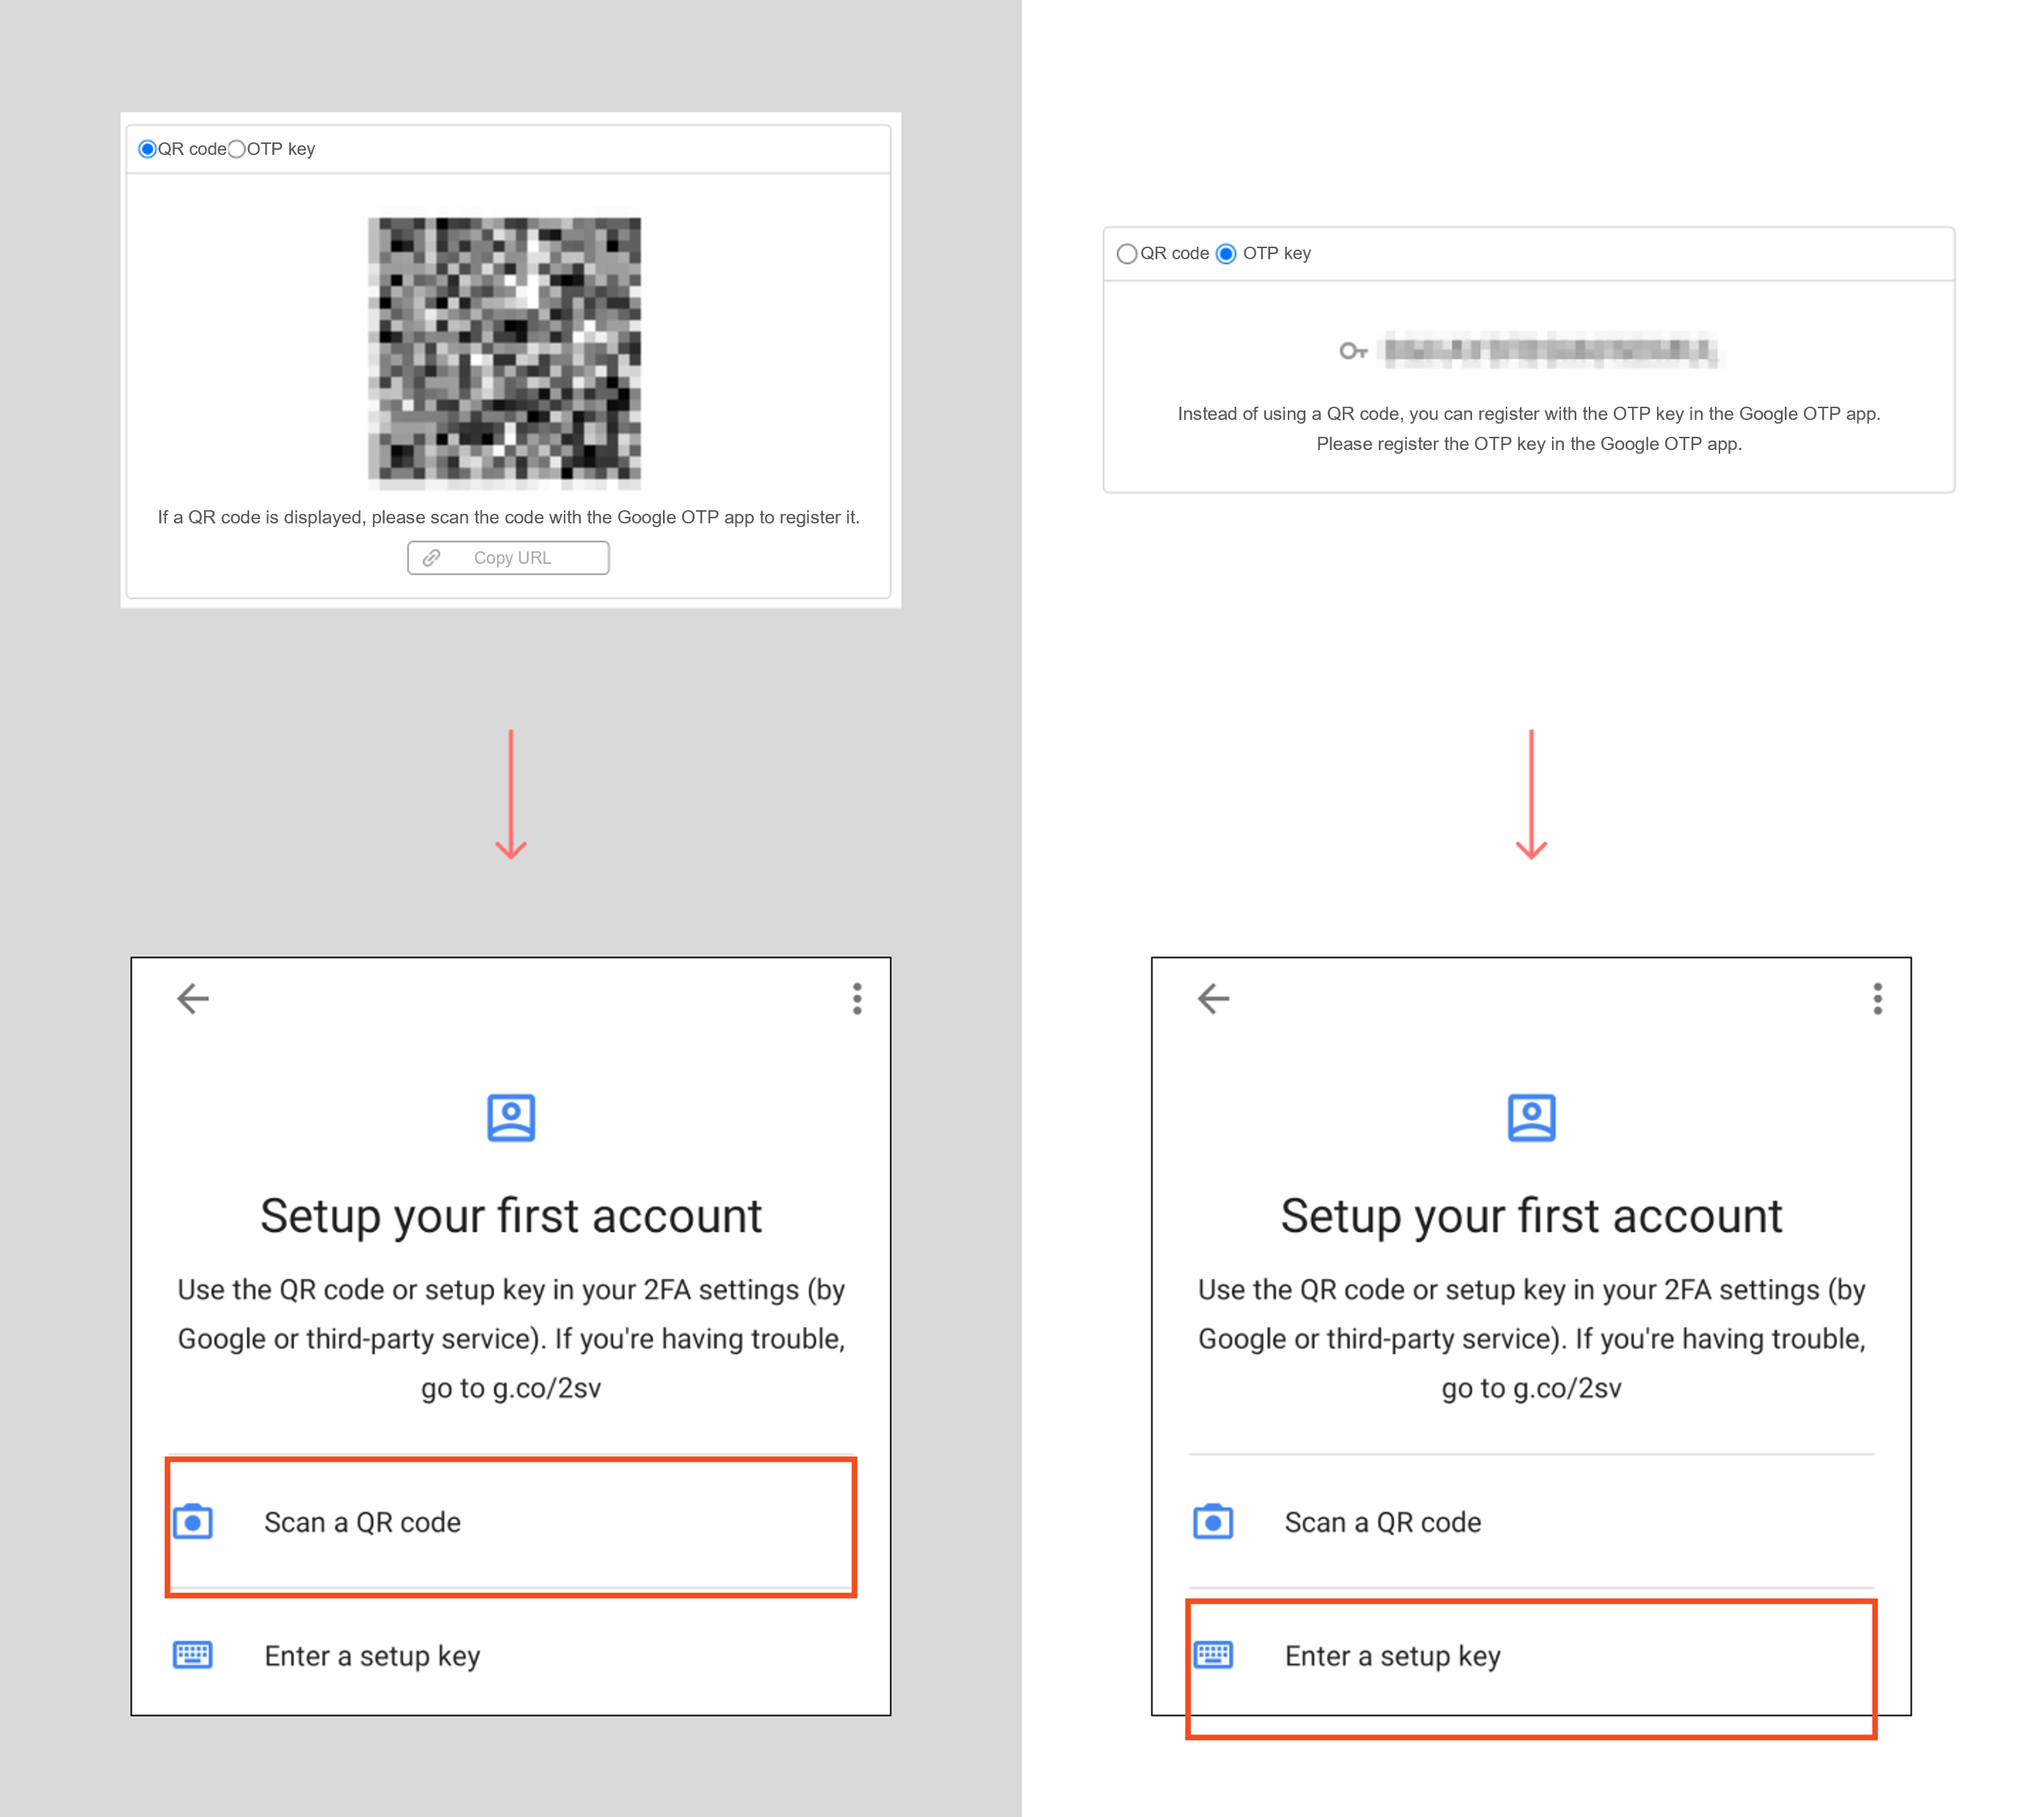 QR code OTP key
If a QR code is displayed, please scan the code with the Google OTP app to register it.
Copy URL
Setup your first account
Use the QR code or setup key in your 2FA settings (by
Google or third-party service). If you're having trouble,
go to g.co/2sv
Scan a QR code
Enter a setup key
QR code OTP key
Instead of using a QR code, you can register with the OTP key in the Google OTP app.
Please register the OTP key in the Google OTP app.
Setup your first account
Use the QR code or setup key in your 2FA settings (by
Google or third-party service). If you're having trouble,
go to g.co/2sv
Scan a QR code
Enter a setup key